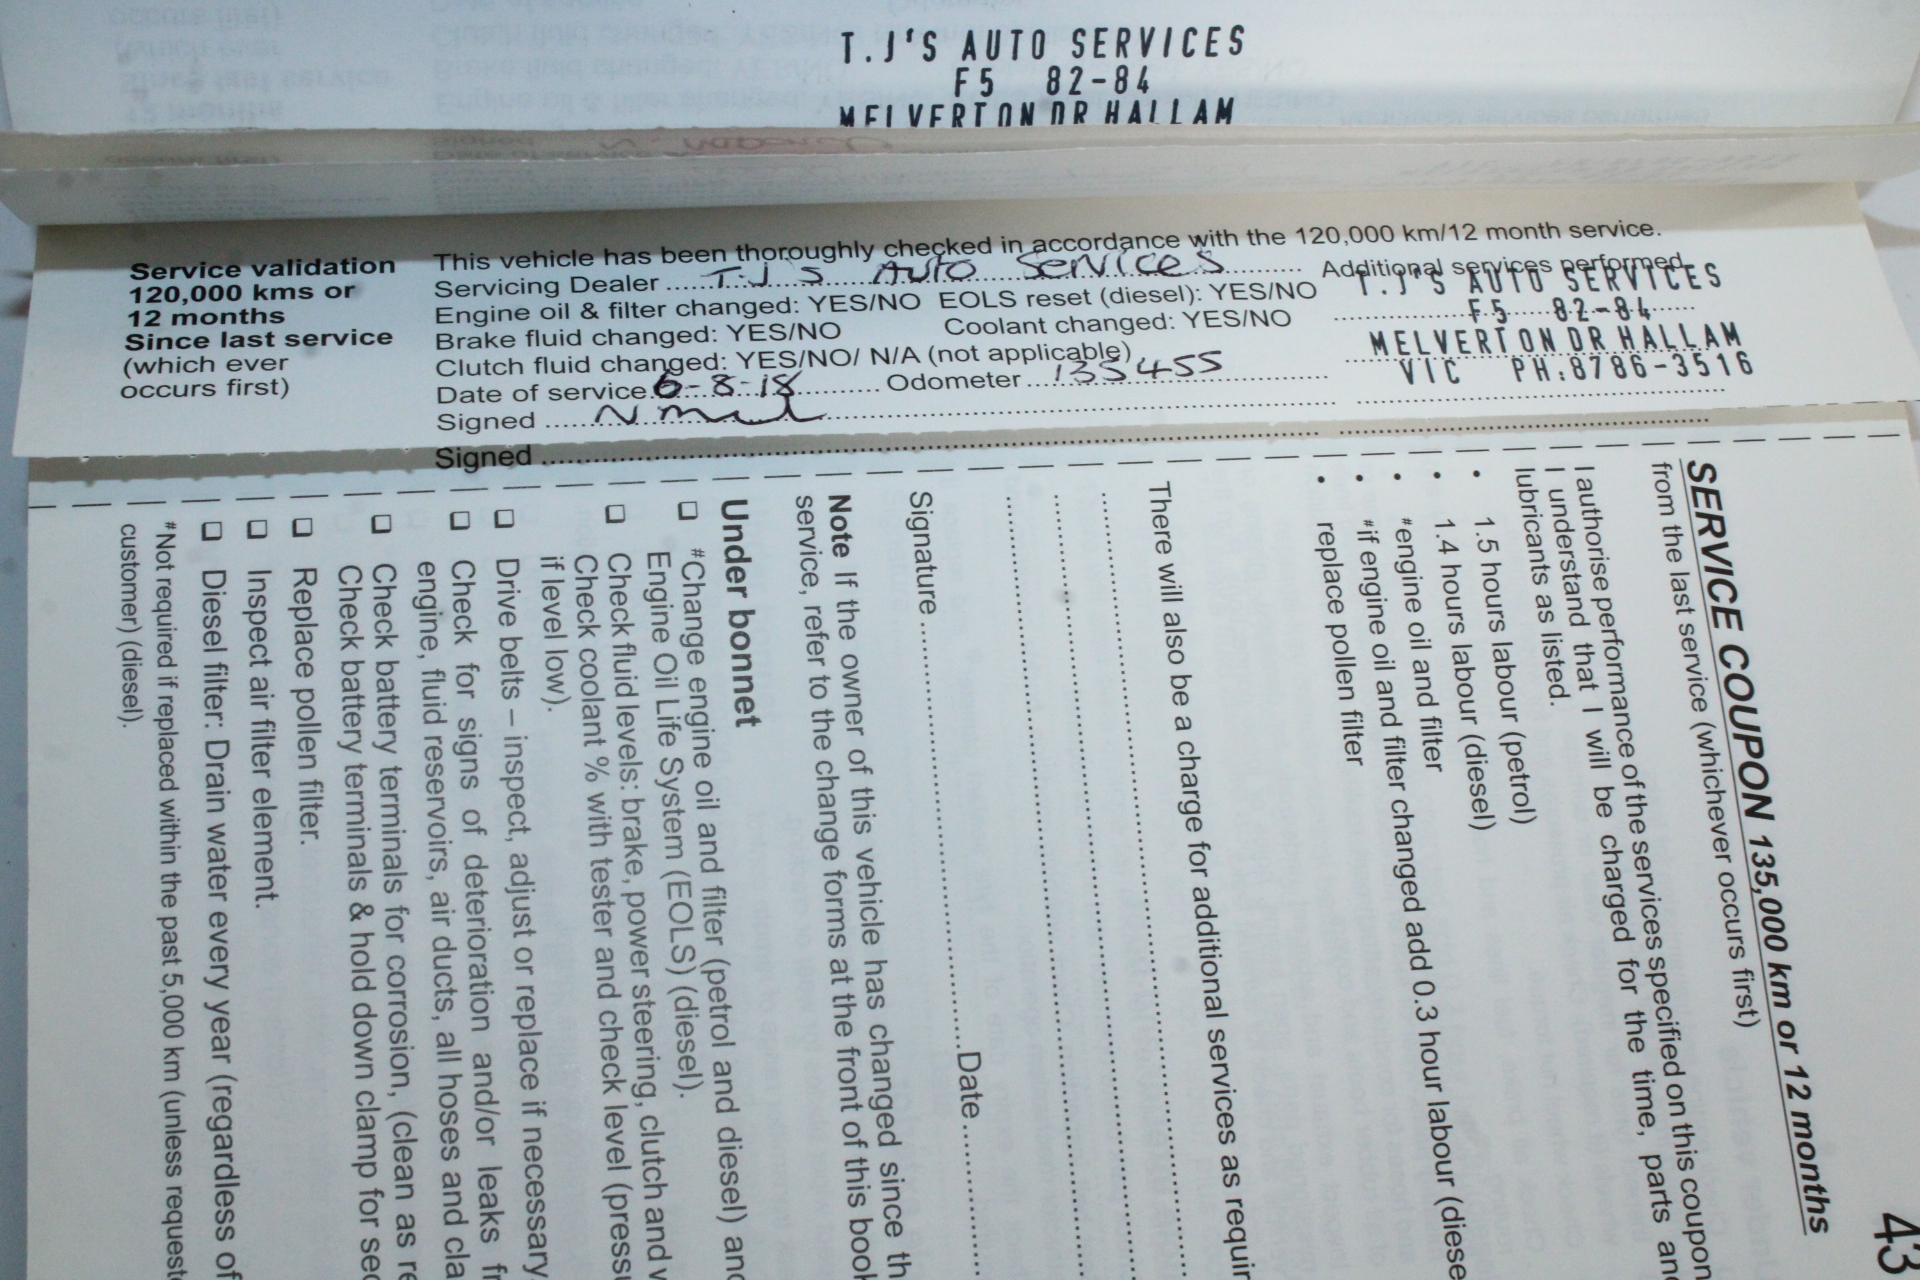 T.J'S AUTO SERVICES
F5 82-84
MELVERTON DR HALLAM
Service validation
120,000 kms or
12 months
Since last service
(which ever
occurs first)
This vehicle has been thoroughly checked in accordance with the 120,000 km/12 month service.
Servicing Dealer T.J S Auto Services
Engine oil & filter changed: YES/NO EOLS reset (diesel): YES/NO
Brake fluid changed: YES/NO Coolant changed: YES/NO
Clutch fluid changed: YES/NO/ N/A (not applicable)
Date of service 6-8-18 Odometer 135455
Signed
Additional services performed
T.J'S AUTO SERVICES
F5 82-84
MELVERTON DR HALLAM
VIC PH:8786-3516
Signed
SERVICE COUPON 135,000 km or 12 months
from the last service (whichever occurs first)
I authorise performance of the services specified on this coupon
I understand that I will be charged for the time, parts and
lubricants as listed.
• 1.5 hours labour (petrol)
• 1.4 hours labour (diesel)
• #engine oil and filter
• #if engine oil and filter changed add 0.3 hour labour (diese
• replace pollen filter
There will also be a charge for additional services as requir
Signature Date
Note If the owner of this vehicle has changed since th
service, refer to the change forms at the front of this book
Under bonnet
❑ #Change engine oil and filter (petrol and diesel) and
Engine Oil Life System (EOLS) (diesel).
❑ Check fluid levels: brake, power steering, clutch and w
Check coolant % with tester and check level (pressu
if level low).
❑ Drive belts – inspect, adjust or replace if necessary.
❑ Check for signs of deterioration and/or leaks fr
engine, fluid reservoirs, air ducts, all hoses and cla
❑ Check battery terminals for corrosion, (clean as re
Check battery terminals & hold down clamp for sec
❑ Replace pollen filter.
❑ Inspect air filter element.
❑ Diesel filter: Drain water every year (regardless of
#Not required if replaced within the past 5,000 km (unless requeste
customer) (diesel).
43